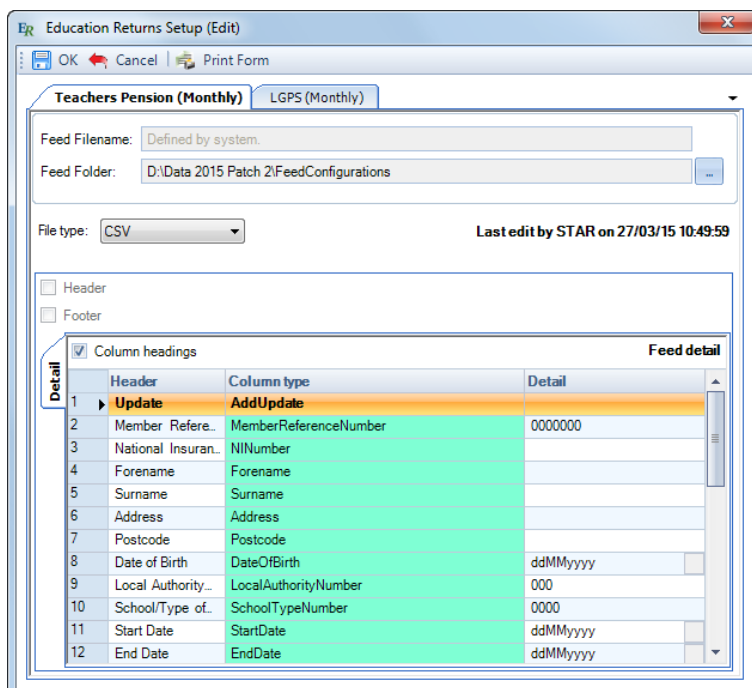 ER Education Returns Setup (Edit)
OK Cancel Print Form
Teachers Pension (Monthly) LGPS (Monthly)
Feed Filename: Defined by system.
Feed Folder: D:\Data 2015 Patch 2\FeedConfigurations ...
File type: CSV Last edit by STAR on 27/03/15 10:49:59
Header
Footer
Column headings Feed detail
Detail
Header Column type Detail
1 Update AddUpdate
2 Member Refere... MemberReferenceNumber 0000000
3 National Insuran... NINumber
4 Forename Forename
5 Surname Surname
6 Address Address
7 Postcode Postcode
8 Date of Birth DateOfBirth ddMMyyyy
9 Local Authority... LocalAuthorityNumber 000
10 School/Type of... SchoolTypeNumber 0000
11 Start Date StartDate ddMMyyyy
12 End Date EndDate ddMMyyyy